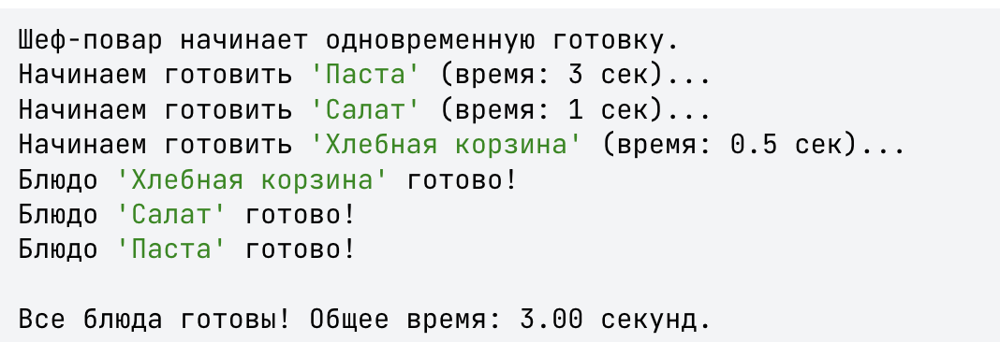 Шеф-повар начинает одновременную готовку.
Начинаем готовить 'Паста' (время: 3 сек)...
Начинаем готовить 'Салат' (время: 1 сек)...
Начинаем готовить 'Хлебная корзина' (время: 0.5 сек)...
Блюдо 'Хлебная корзина' готово!
Блюдо 'Салат' готово!
Блюдо 'Паста' готово!
Все блюда готовы! Общее время: 3.00 секунд.